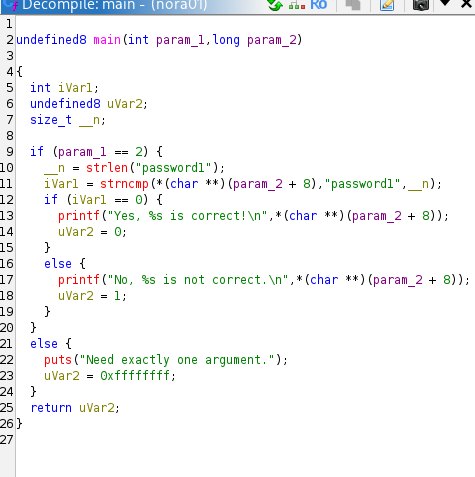 Decompile: main - (nora01)
1
2 undefined8 main(int param_1,long param_2)
3
4 {
5 int iVar1;
6 undefined8 uVar2;
7 size_t __n;
8
9 if (param_1 == 2) {
10 __n = strlen("password1");
11 iVar1 = strncmp(*(char **)(param_2 + 8),"password1",__n);
12 if (iVar1 == 0) {
13 printf("Yes, %s is correct!\n",*(char **)(param_2 + 8));
14 uVar2 = 0;
15 }
16 else {
17 printf("No, %s is not correct.\n",*(char **)(param_2 + 8));
18 uVar2 = 1;
19 }
20 }
21 else {
22 puts("Need exactly one argument.");
23 uVar2 = 0xffffffff;
24 }
25 return uVar2;
26 }
27